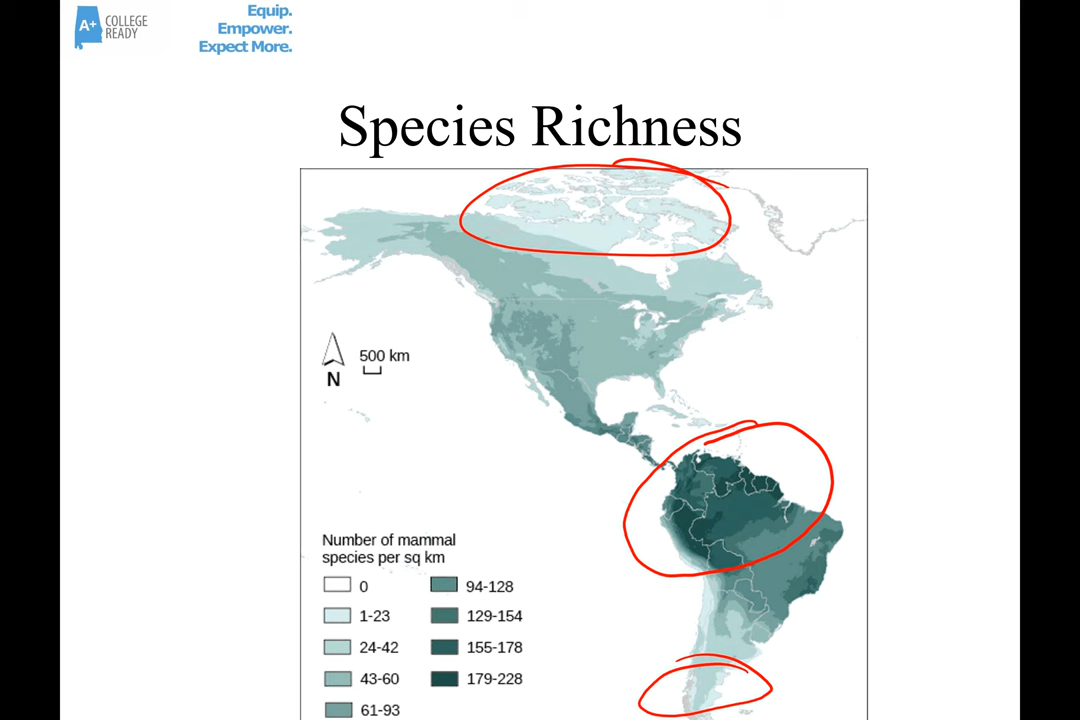 A+ COLLEGE
READY
Equip.
Empower.
Expect More.
Species Richness
500 km
N
Number of mammal
species per sq km
0
1-23
24-42
43-60
61-93
94-128
129-154
155-178
179-228